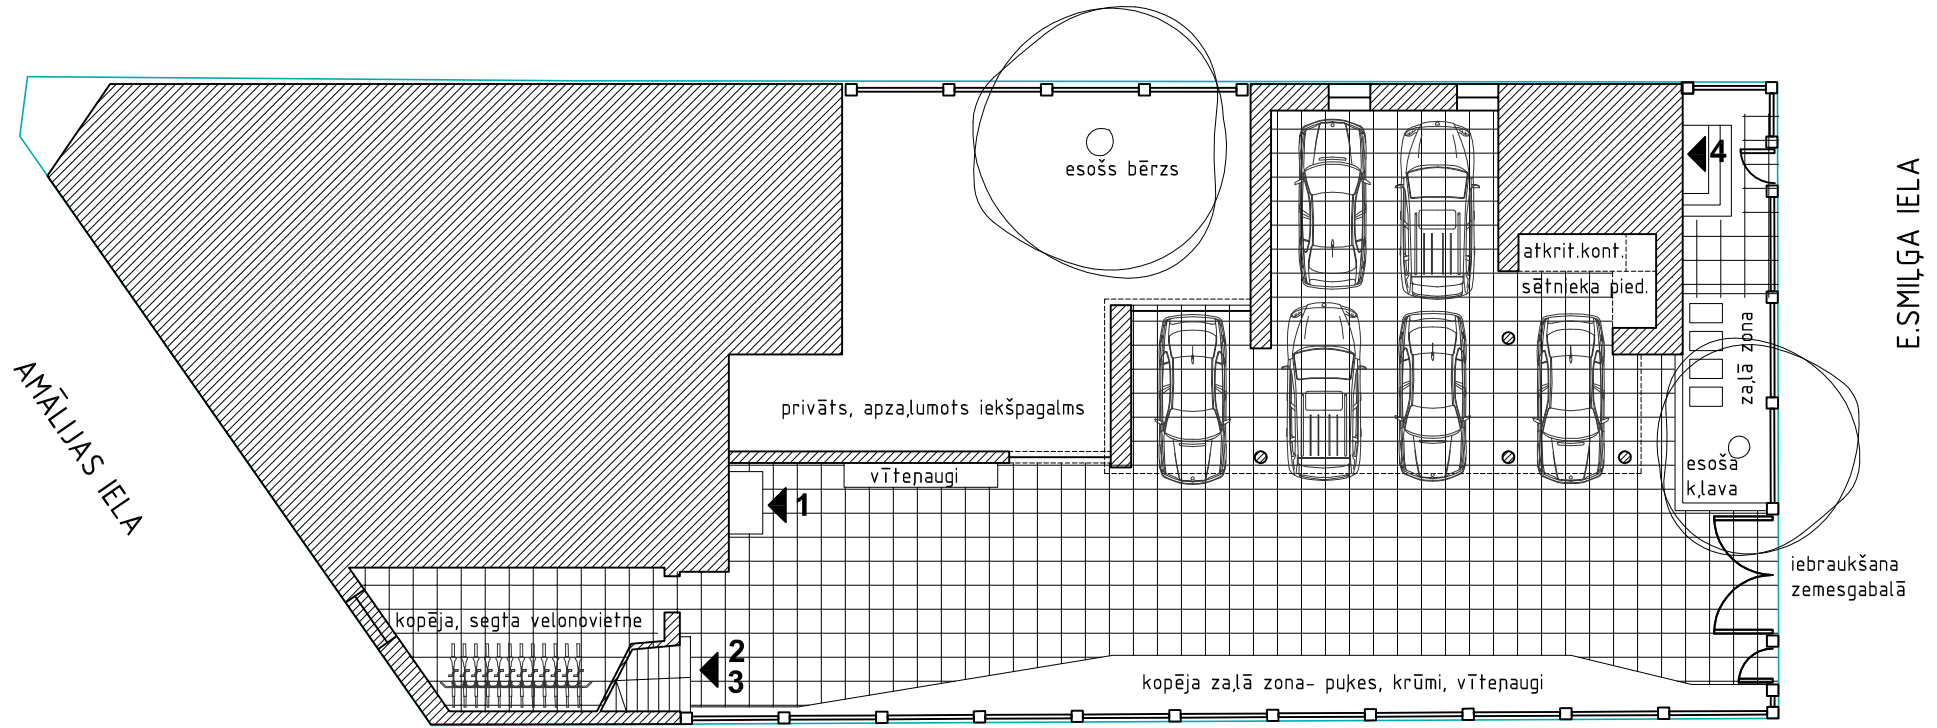 esošs bērzs
4
E.SMIĻĢA IELA
atkrit.kont.
sētnieka pied.
zaļā zona
AMĀLIJAS IELA
privāts, apzaļumots iekšpagalms
vīteņaugi
esoša
kļava
1
iebraukšana
zemesgabalā
kopēja, segta velonovietne
2
3
kopēja zaļā zona- puķes, krūmi, vīteņaugi